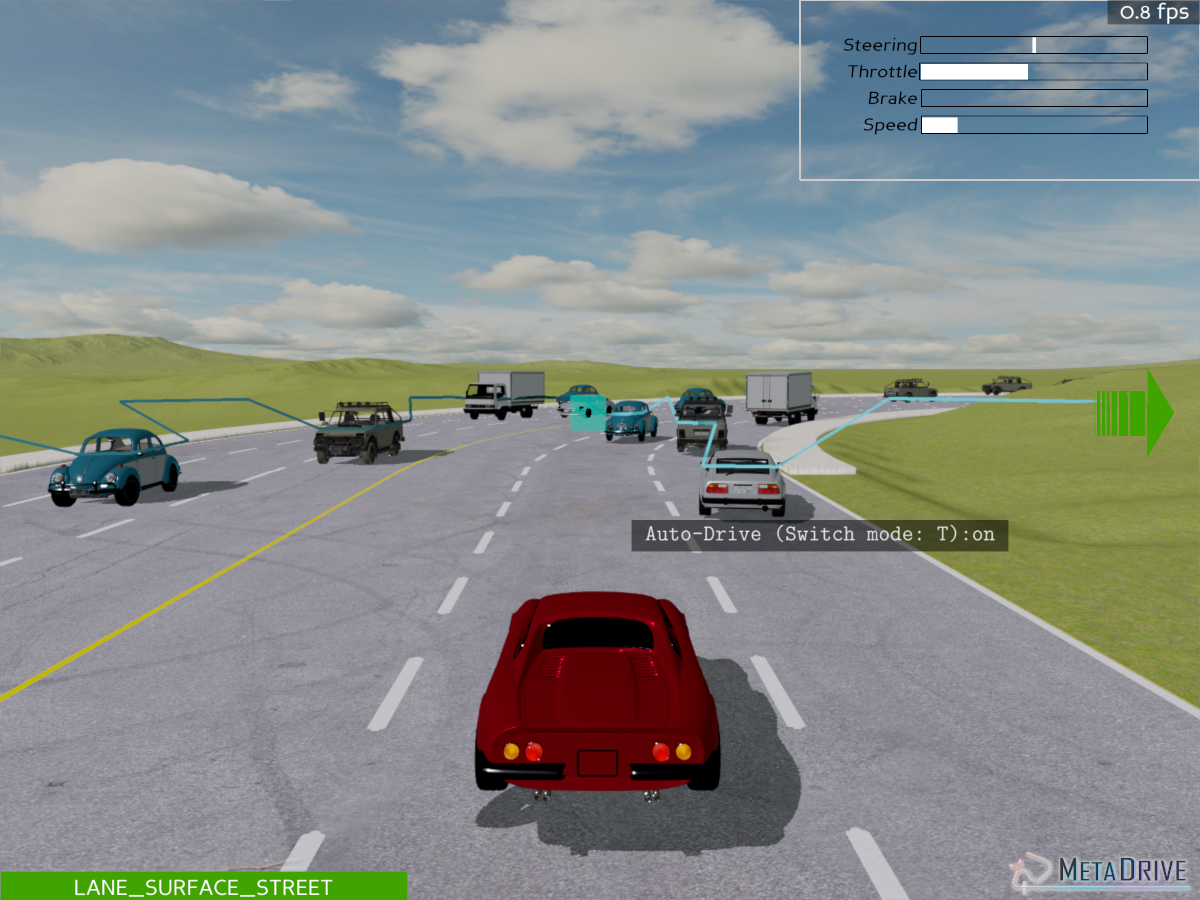 0.8 fps
Steering
Throttle
Brake
Speed
Auto-Drive (Switch mode: T):on
LANE_SURFACE_STREET
METADRIVE